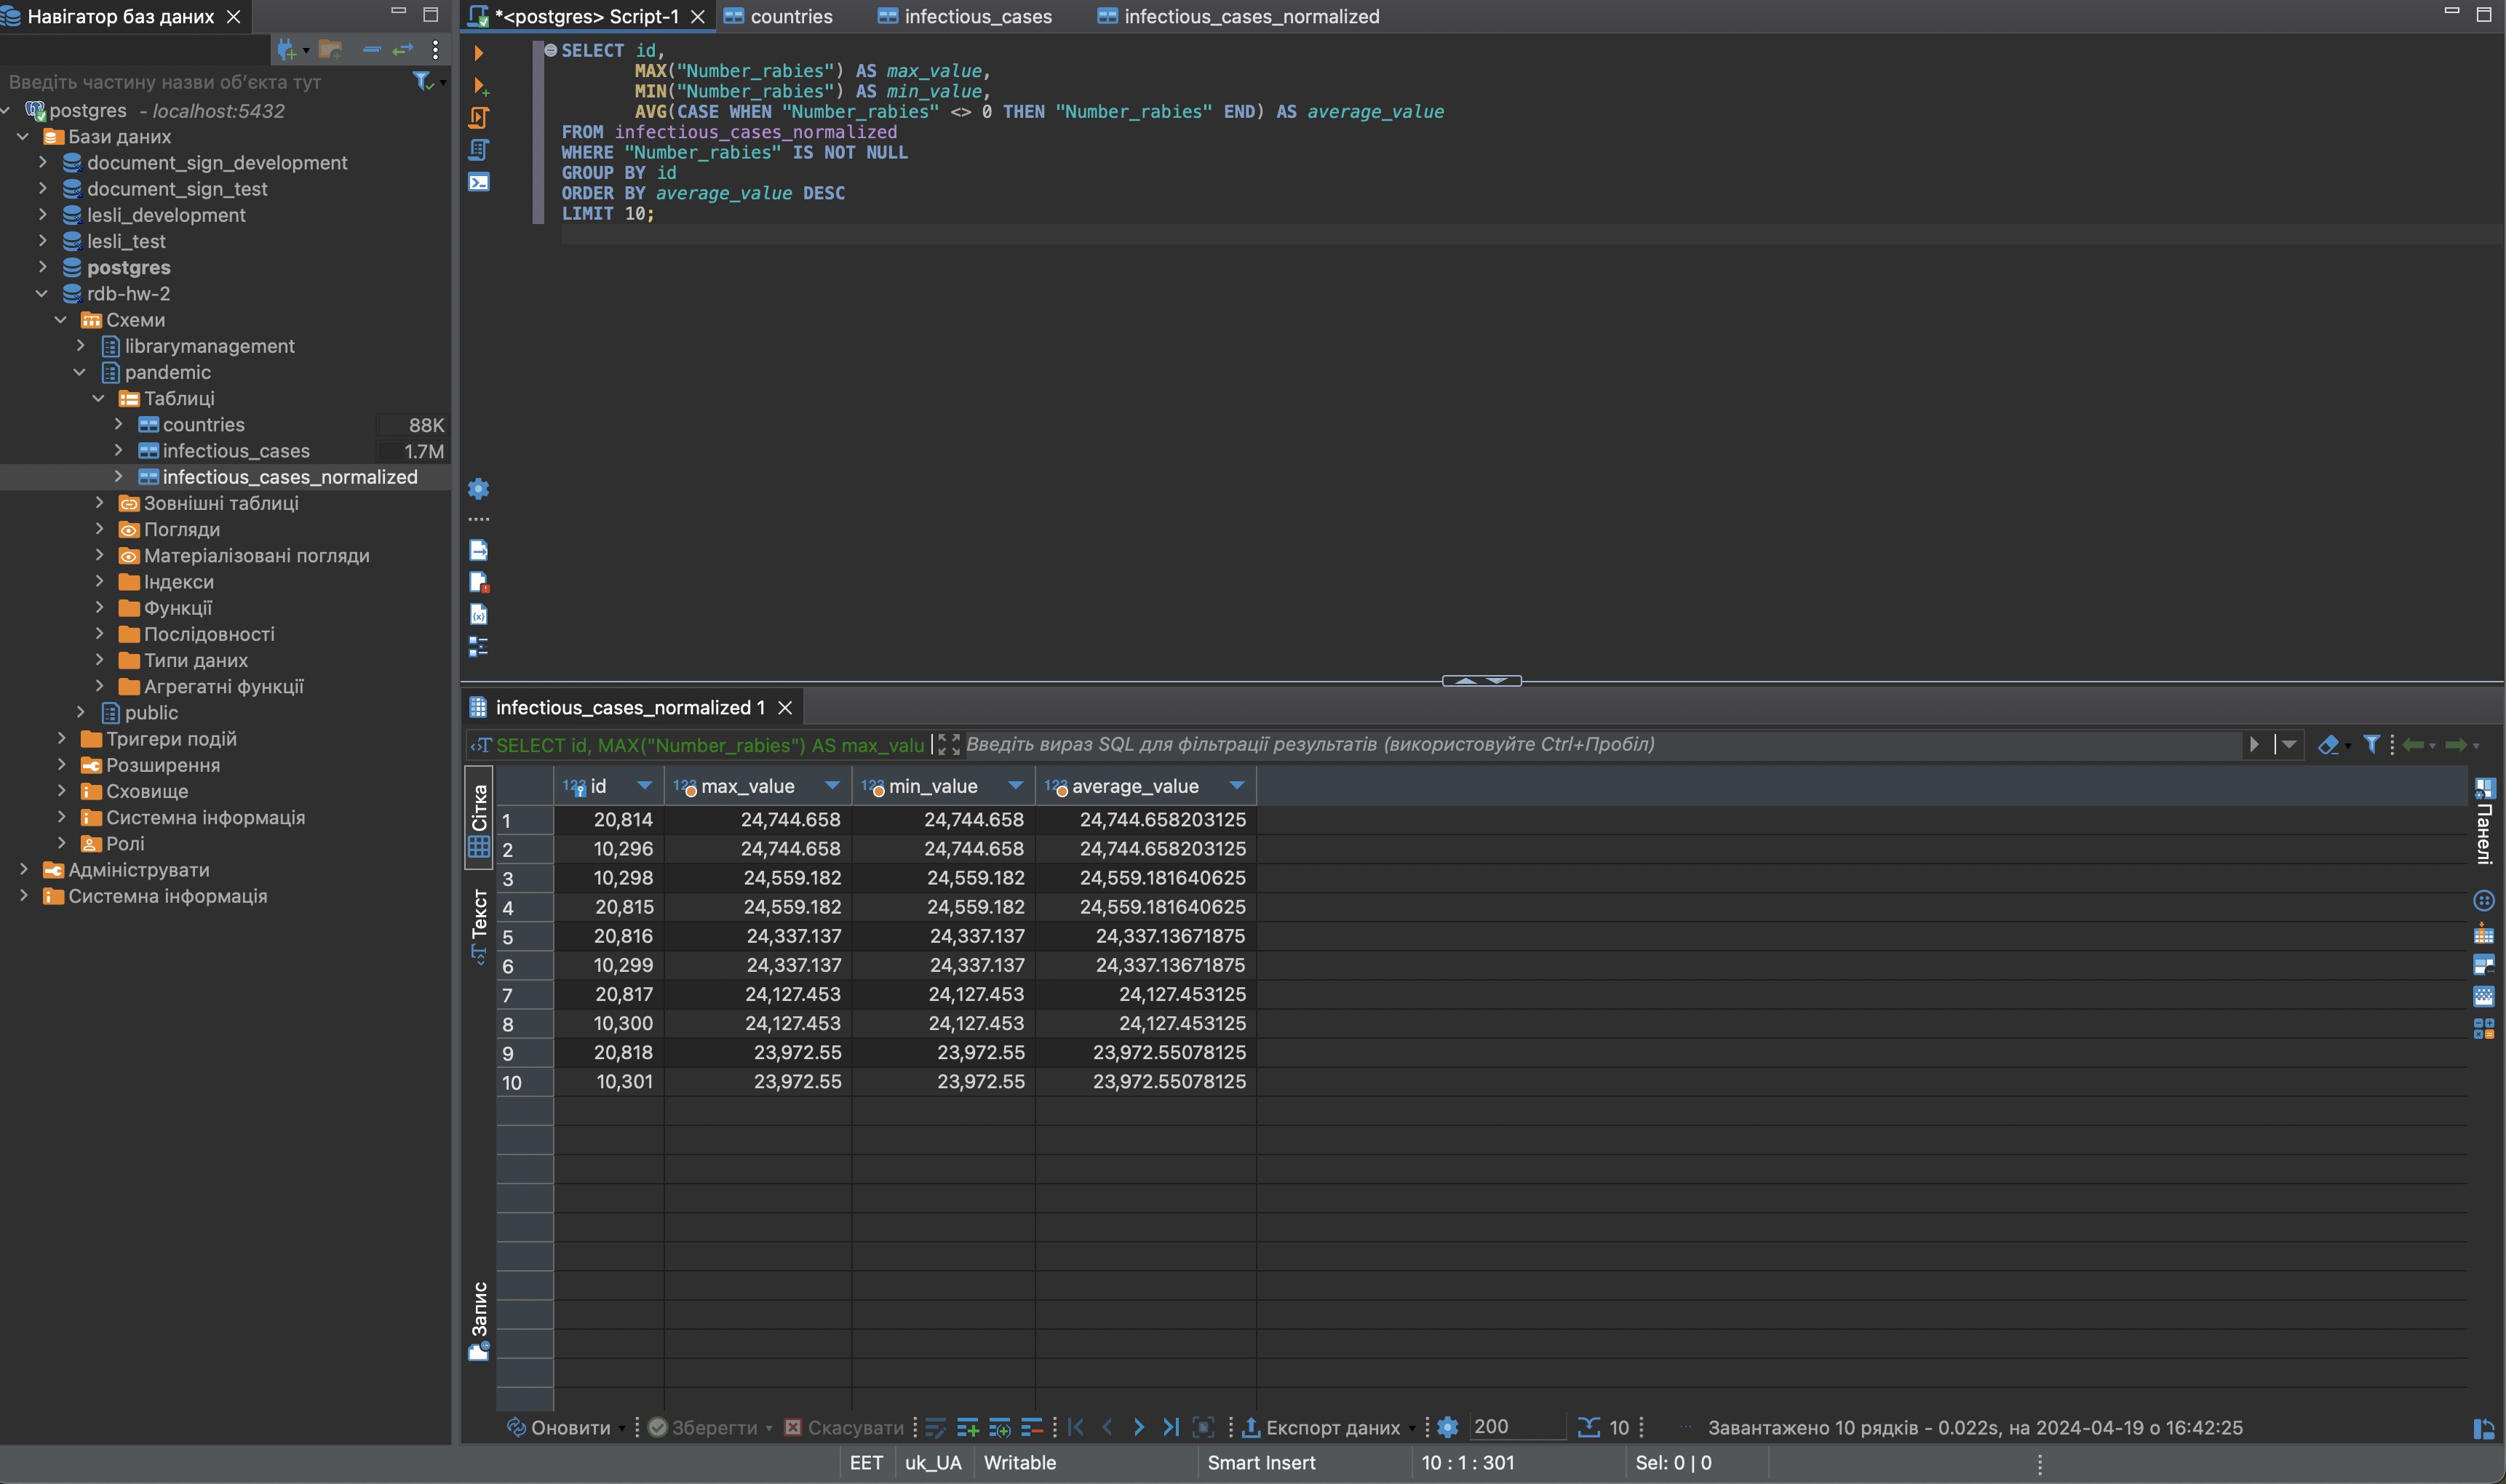 Навігатор баз даних
Введіть частину назви об'єкта тут
postgres - localhost:5432
Бази даних
document_sign_development
document_sign_test
lesli_development
lesli_test
postgres
rdb-hw-2
Схеми
librarymanagement
pandemic
Таблиці
countries 88K
infectious_cases 1.7M
infectious_cases_normalized
Зовнішні таблиці
Погляди
Матеріалізовані погляди
Індекси
Функції
Послідовності
Типи даних
Агрегатні функції
public
Тригери подій
Розширення
Сховище
Системна інформація
Ролі
Адмініструвати
Системна інформація
*<postgres> Script-1 countries infectious_cases infectious_cases_normalized
SELECT id,
MAX("Number_rabies") AS max_value,
MIN("Number_rabies") AS min_value,
AVG(CASE WHEN "Number_rabies" <> 0 THEN "Number_rabies" END) AS average_value
FROM infectious_cases_normalized
WHERE "Number_rabies" IS NOT NULL
GROUP BY id
ORDER BY average_value DESC
LIMIT 10;
infectious_cases_normalized 1
SELECT id, MAX("Number_rabies") AS max_valu Введіть вираз SQL для фільтрації результатів (використовуйте Ctrl+Пробіл)
Сітка
Текст
Запис
123 id 123 max_value 123 min_value 123 average_value
1 20,814 24,744.658 24,744.658 24,744.658203125
2 10,296 24,744.658 24,744.658 24,744.658203125
3 10,298 24,559.182 24,559.182 24,559.181640625
4 20,815 24,559.182 24,559.182 24,559.181640625
5 20,816 24,337.137 24,337.137 24,337.13671875
6 10,299 24,337.137 24,337.137 24,337.13671875
7 20,817 24,127.453 24,127.453 24,127.453125
8 10,300 24,127.453 24,127.453 24,127.453125
9 20,818 23,972.55 23,972.55 23,972.55078125
10 10,301 23,972.55 23,972.55 23,972.55078125
Панелі
Оновити Зберегти Скасувати Експорт даних 200 10 Завантажено 10 рядків - 0.022s, на 2024-04-19 о 16:42:25
EET uk_UA Writable Smart Insert 10 : 1 : 301 Sel: 0 | 0